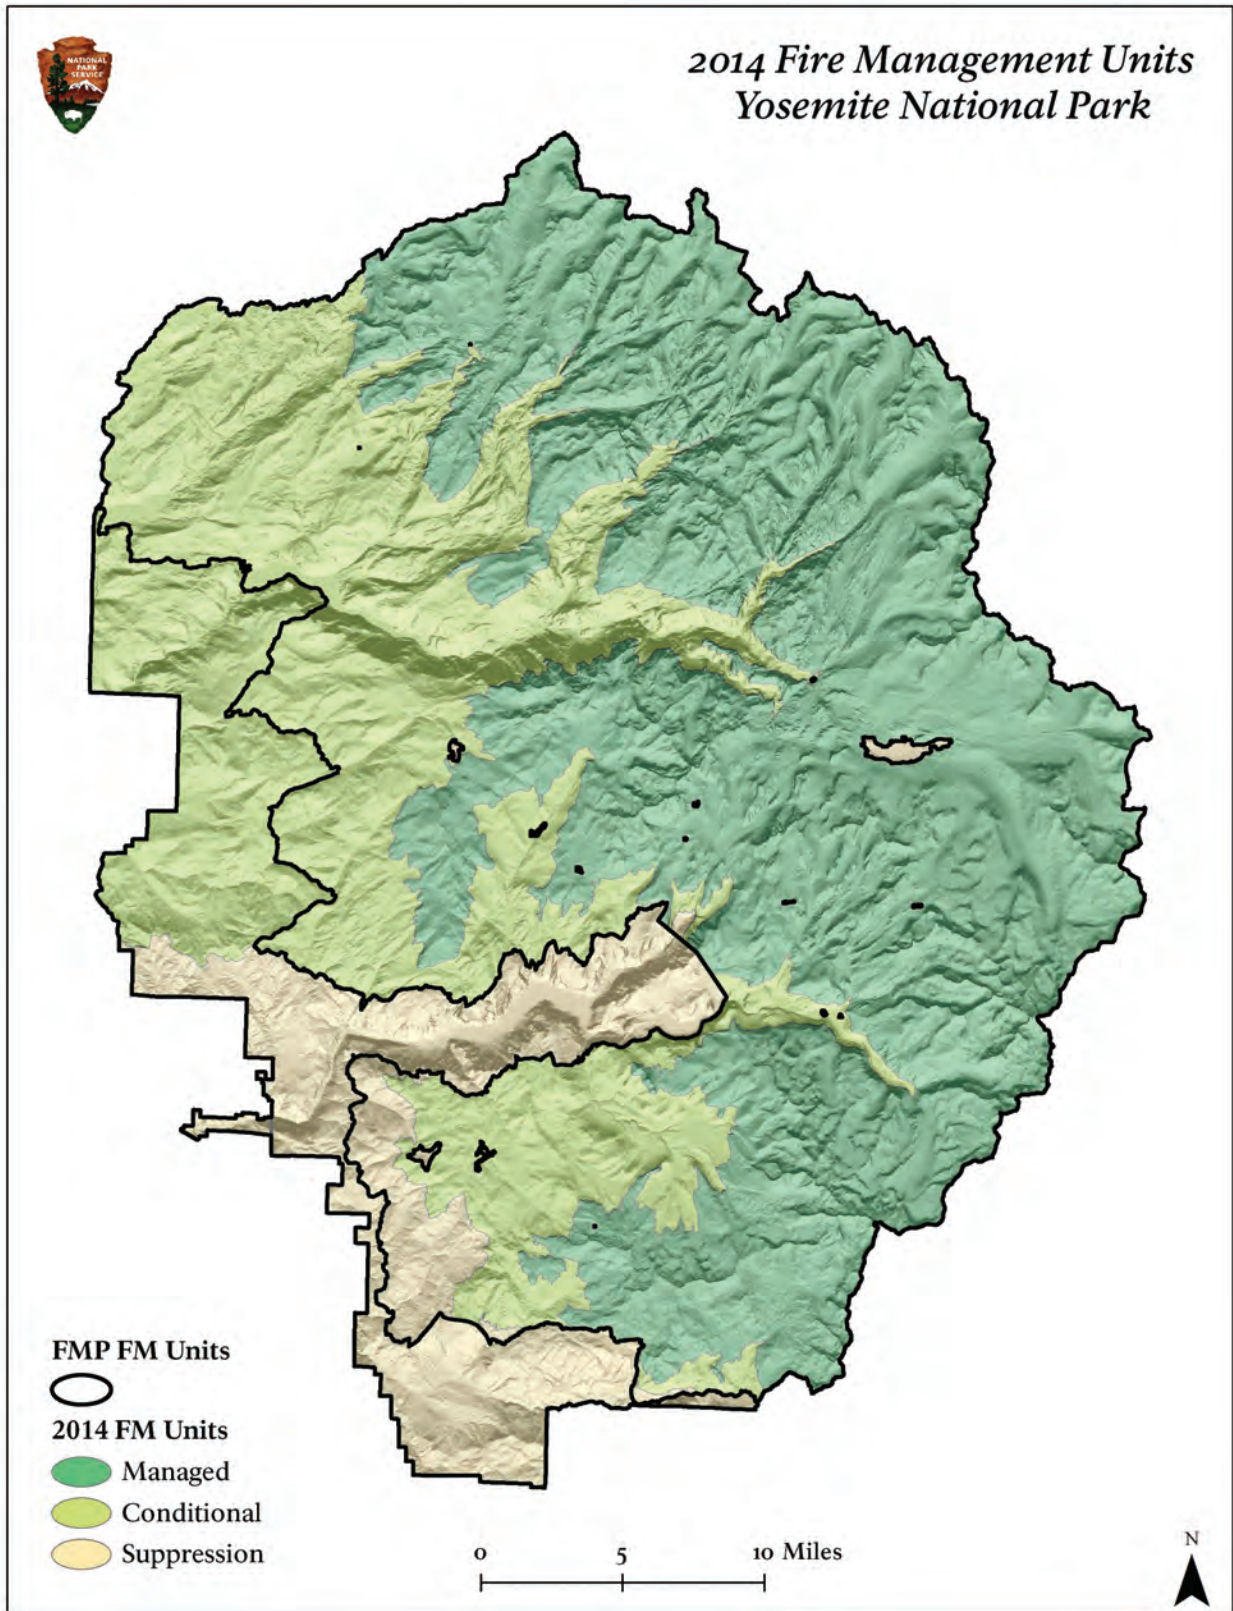 NATIONAL
PARK
SERVICE
2014 Fire Management Units
Yosemite National Park
FMP FM Units
2014 FM Units
Managed
Conditional
Suppression
0 5 10 Miles
N